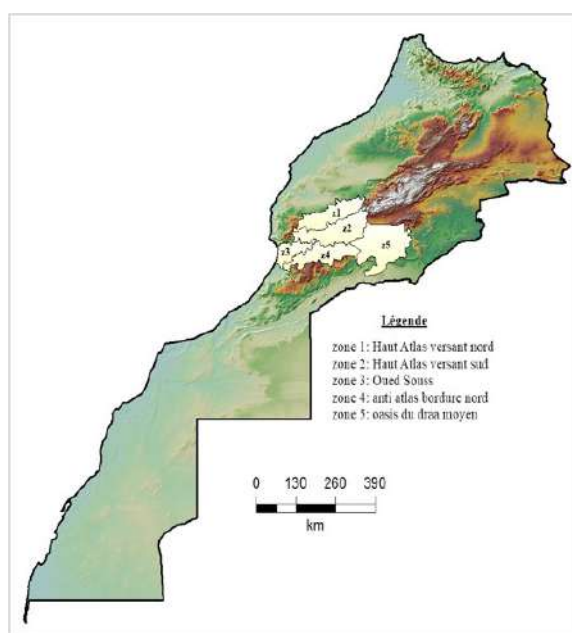 z1
z2
z3
z4
z5
Légende
zone 1: Haut Atlas versant nord
zone 2: Haut Atlas versant sud
zone 3: Oued Souss
zone 4: anti atlas bordure nord
zone 5: oasis du draa moyen
0 130 260 390
km